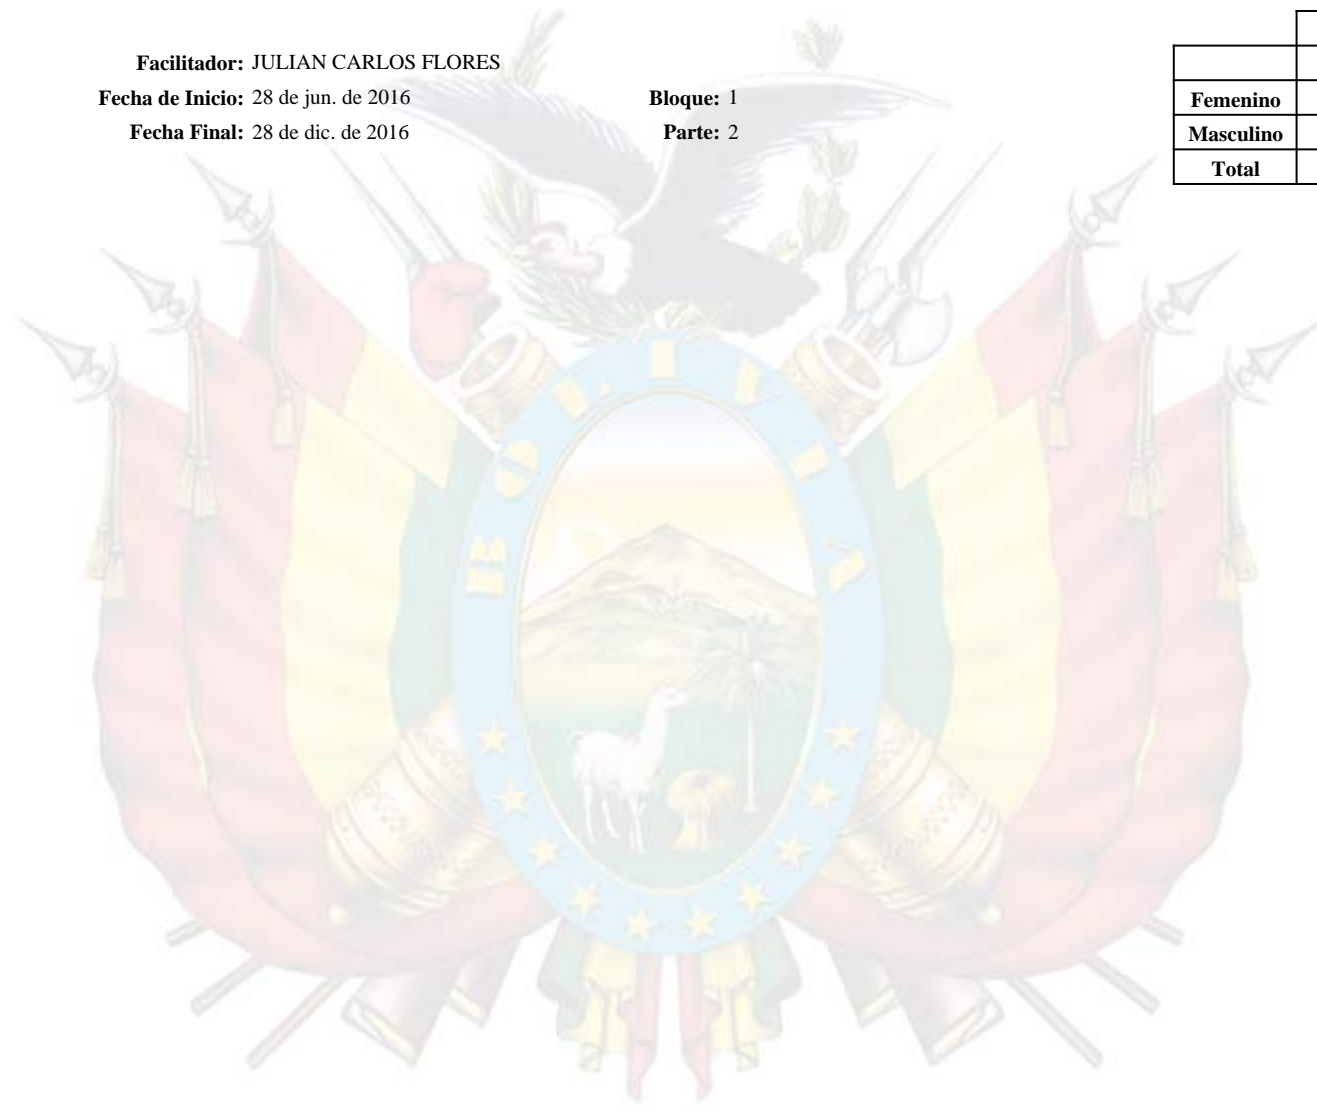 Facilitador: JULIAN CARLOS FLORES
Fecha de Inicio: 28 de jun. de 2016 Bloque: 1
Fecha Final: 28 de dic. de 2016 Parte: 2
Femenino
Masculino
Total
BOLIVIA